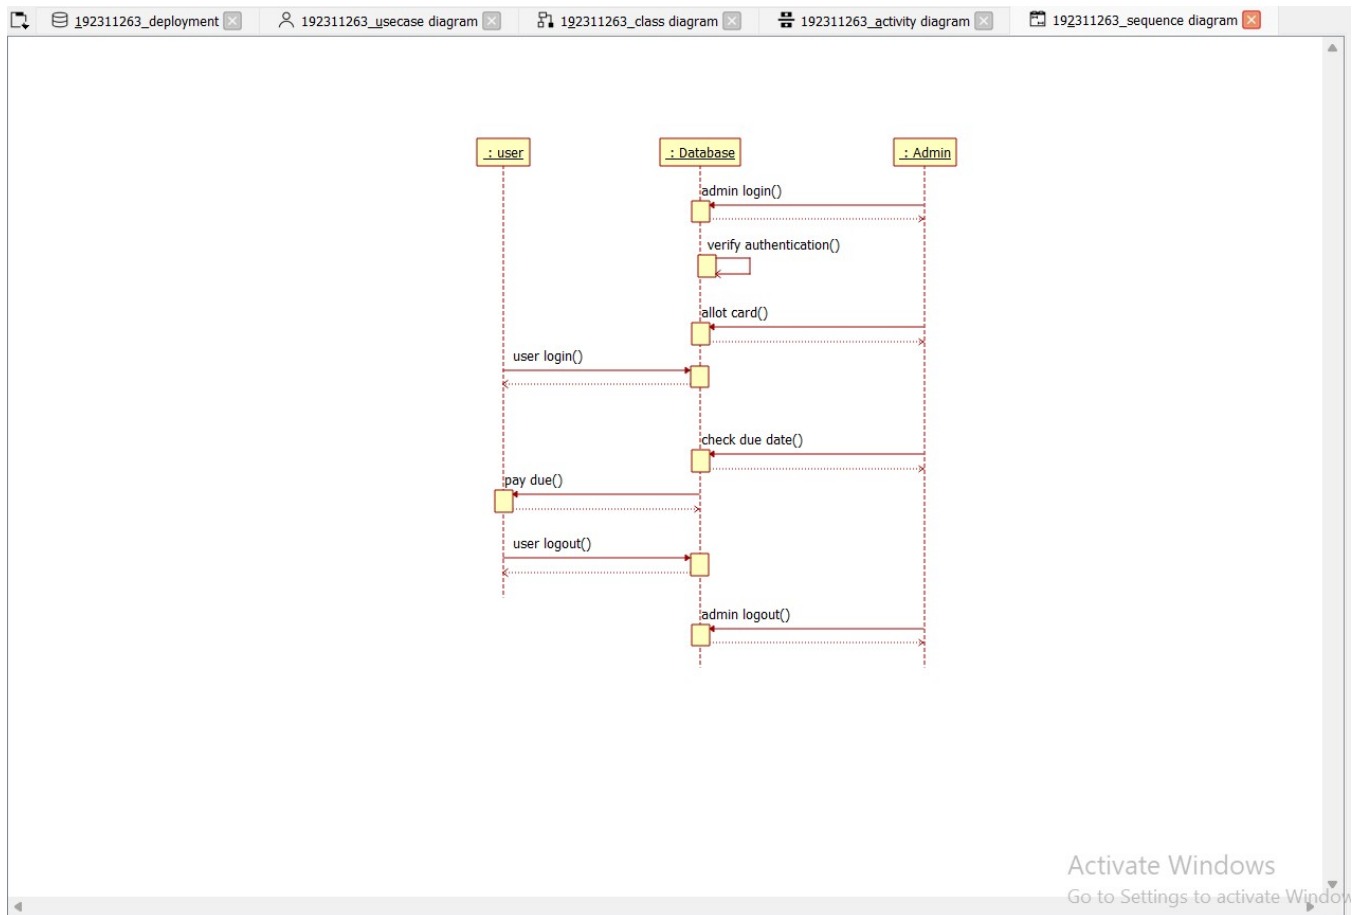 192311263_deployment
192311263_usecase diagram
192311263_class diagram
192311263_activity diagram
192311263_sequence diagram
: user
: Database
: Admin
admin login()
verify authentication()
allot card()
user login()
check due date()
pay due()
user logout()
admin logout()
Activate Windows
Go to Settings to activate Window